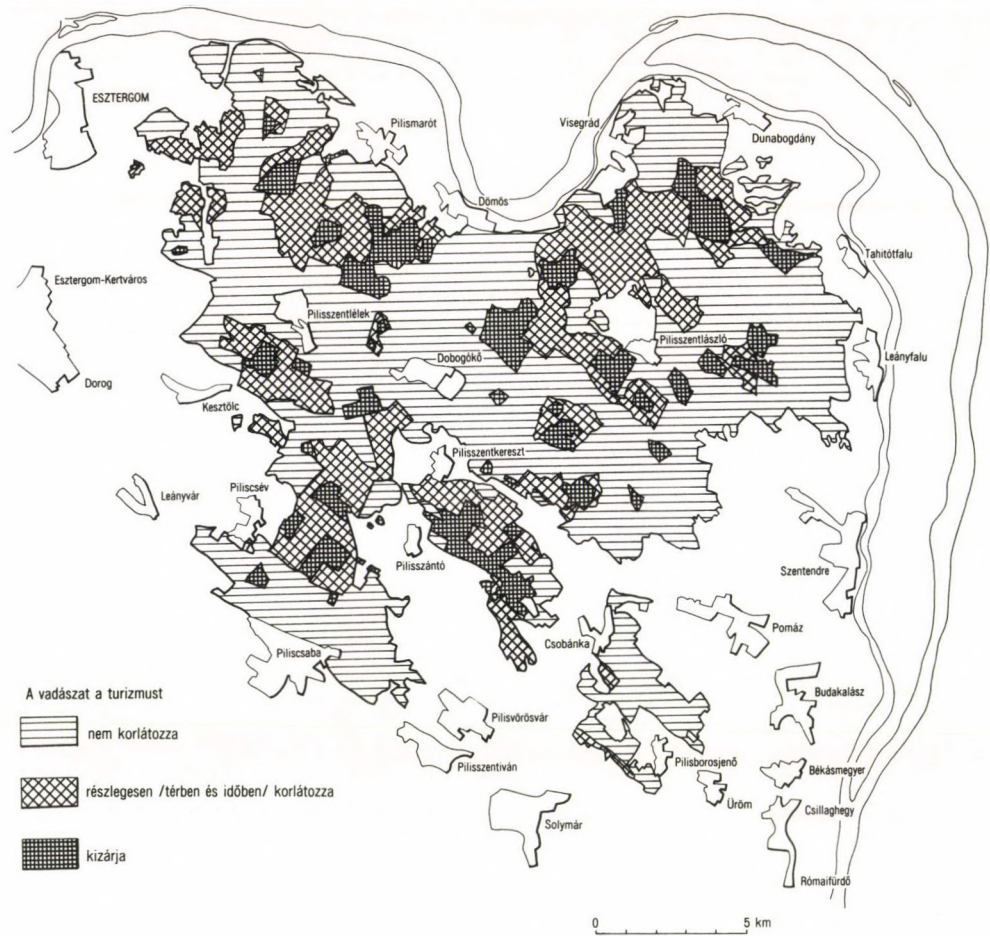 ESZTERGOM
Pilismarót
Visegrád
Dunabogdány
Dömös
Tahitótfalu
Esztergom-Kertváros
Pilisszentlélek
Pilisszentlászló
Leányfalu
Dobogókő
Dorog
Kesztölc
Pilisszentkereszt
Leányvár
Piliscsév
Pilisszántó
Szentendre
Csobánka
Pomáz
Piliscsaba
Budakalász
A vadászat a turizmust
nem korlátozza
részlegesen /térben és időben/ korlátozza
kizárja
Pilisvörösvár
Pilisszentiván
Pilisborosjenő
Békásmegyer
Üröm
Csillaghegy
Solymár
Rómaifürdő
0 5 km